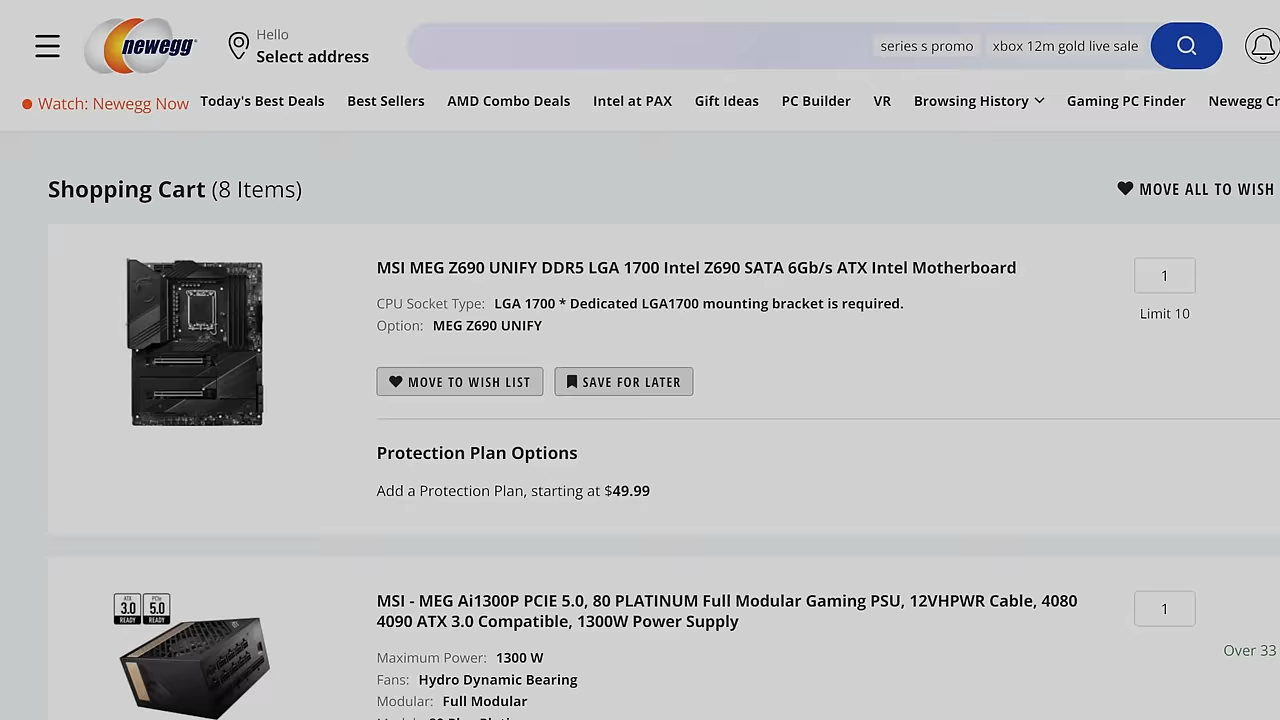 newegg
Hello
Select address
series s promo
xbox 12m gold live sale
Watch: Newegg Now
Today's Best Deals
Best Sellers
AMD Combo Deals
Intel at PAX
Gift Ideas
PC Builder
VR
Browsing History
Gaming PC Finder
Newegg Cr
Shopping Cart (8 Items)
MOVE ALL TO WISH
MSI MEG Z690 UNIFY DDR5 LGA 1700 Intel Z690 SATA 6Gb/s ATX Intel Motherboard
1
CPU Socket Type: LGA 1700 * Dedicated LGA1700 mounting bracket is required.
Limit 10
Option: MEG Z690 UNIFY
MOVE TO WISH LIST
SAVE FOR LATER
Protection Plan Options
Add a Protection Plan, starting at $49.99
ATX 3.0 READY
PCIe 5.0 READY
MSI - MEG Ai1300P PCIE 5.0, 80 PLATINUM Full Modular Gaming PSU, 12VHPWR Cable, 4080
4090 ATX 3.0 Compatible, 1300W Power Supply
1
Over 33
Maximum Power: 1300 W
Fans: Hydro Dynamic Bearing
Modular: Full Modular